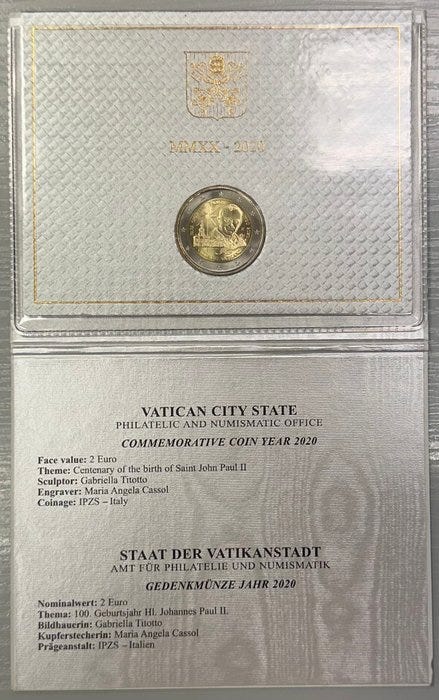 MMXX - 2020
VATICAN CITY STATE
PHILATELIC AND NUMISMATIC OFFICE
COMMEMORATIVE COIN YEAR 2020
Face value: 2 Euro
Theme: Centenary of the birth of Saint John Paul II
Sculptor: Gabriella Titotto
Engraver: Maria Angela Cassol
Coinage: IPZS – Italy
STAAT DER VATIKANSTADT
AMT FÜR PHILATELIE UND NUMISMATIK
GEDENKMÜNZE JAHR 2020
Nominalwert: 2 Euro
Thema: 100. Geburtsjahr Hl. Johannes Paul II.
Bildhauerin: Gabriella Titotto
Kupferstecherin: Maria Angela Cassol
Prägeanstalt: IPZS – Italien